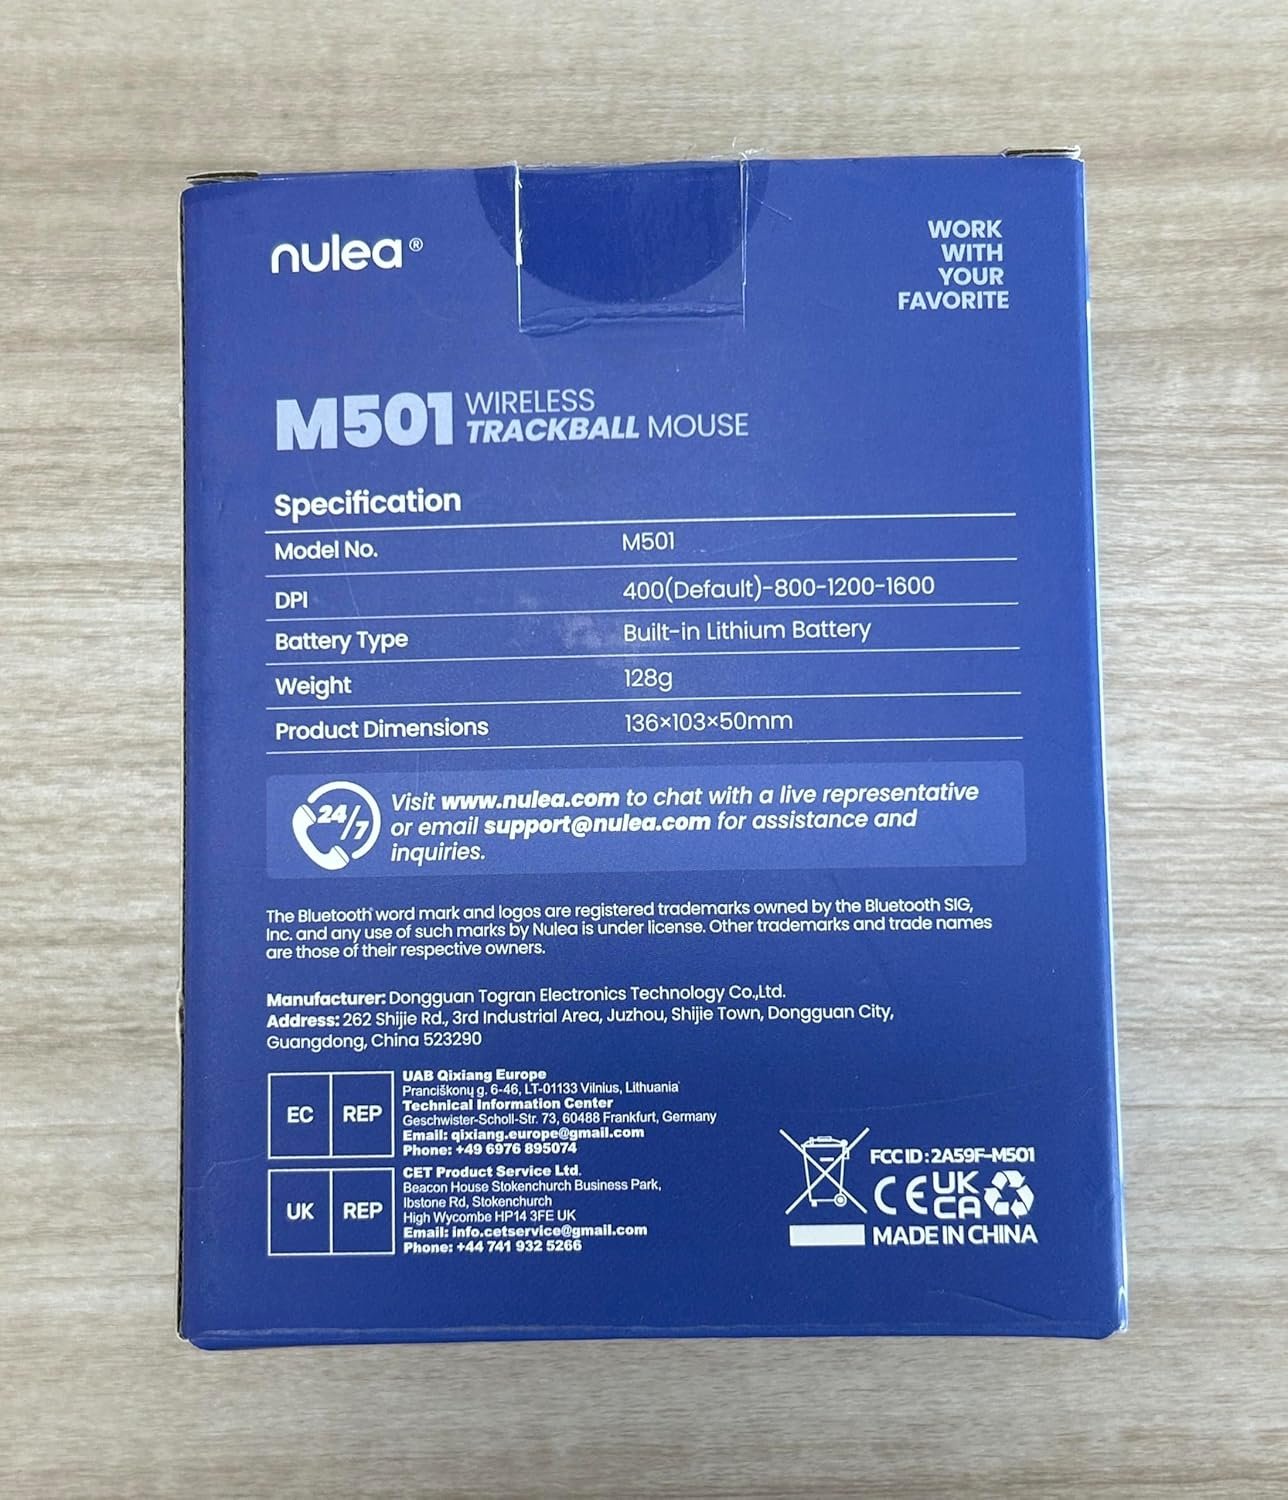 nulea®
WORK
WITH
YOUR
FAVORITE
M501 WIRELESS
TRACKBALL MOUSE
Specification
Model No. M501
DPI 400(Default)-800-1200-1600
Battery Type Built-in Lithium Battery
Weight 128g
Product Dimensions 136×103×50mm
24/7
Visit www.nulea.com to chat with a live representative
or email support@nulea.com for assistance and
inquiries.
The Bluetooth® word mark and logos are registered trademarks owned by the Bluetooth SIG,
Inc. and any use of such marks by Nulea is under license. Other trademarks and trade names
are those of their respective owners.
Manufacturer: Dongguan Togran Electronics Technology Co.,Ltd.
Address: 262 Shijie Rd., 3rd Industrial Area, Juzhou, Shijie Town, Dongguan City,
Guangdong, China 523290
EC REP
UAB Qixiang Europe
Pranciškonų g. 6-46, LT-01133 Vilnius, Lithuania
Technical Information Center
Geschwister-Scholl-Str. 73, 60488 Frankfurt, Germany
Email: qixiang.europe@gmail.com
Phone: +49 6976 895074
UK REP
CET Product Service Ltd.
Beacon House Stokenchurch Business Park,
Ibstone Rd, Stokenchurch
High Wycombe HP14 3FE UK
Email: info.cetservice@gmail.com
Phone: +44 741 932 5266
FCC ID:2A59F-M501
CE UK
CA
MADE IN CHINA